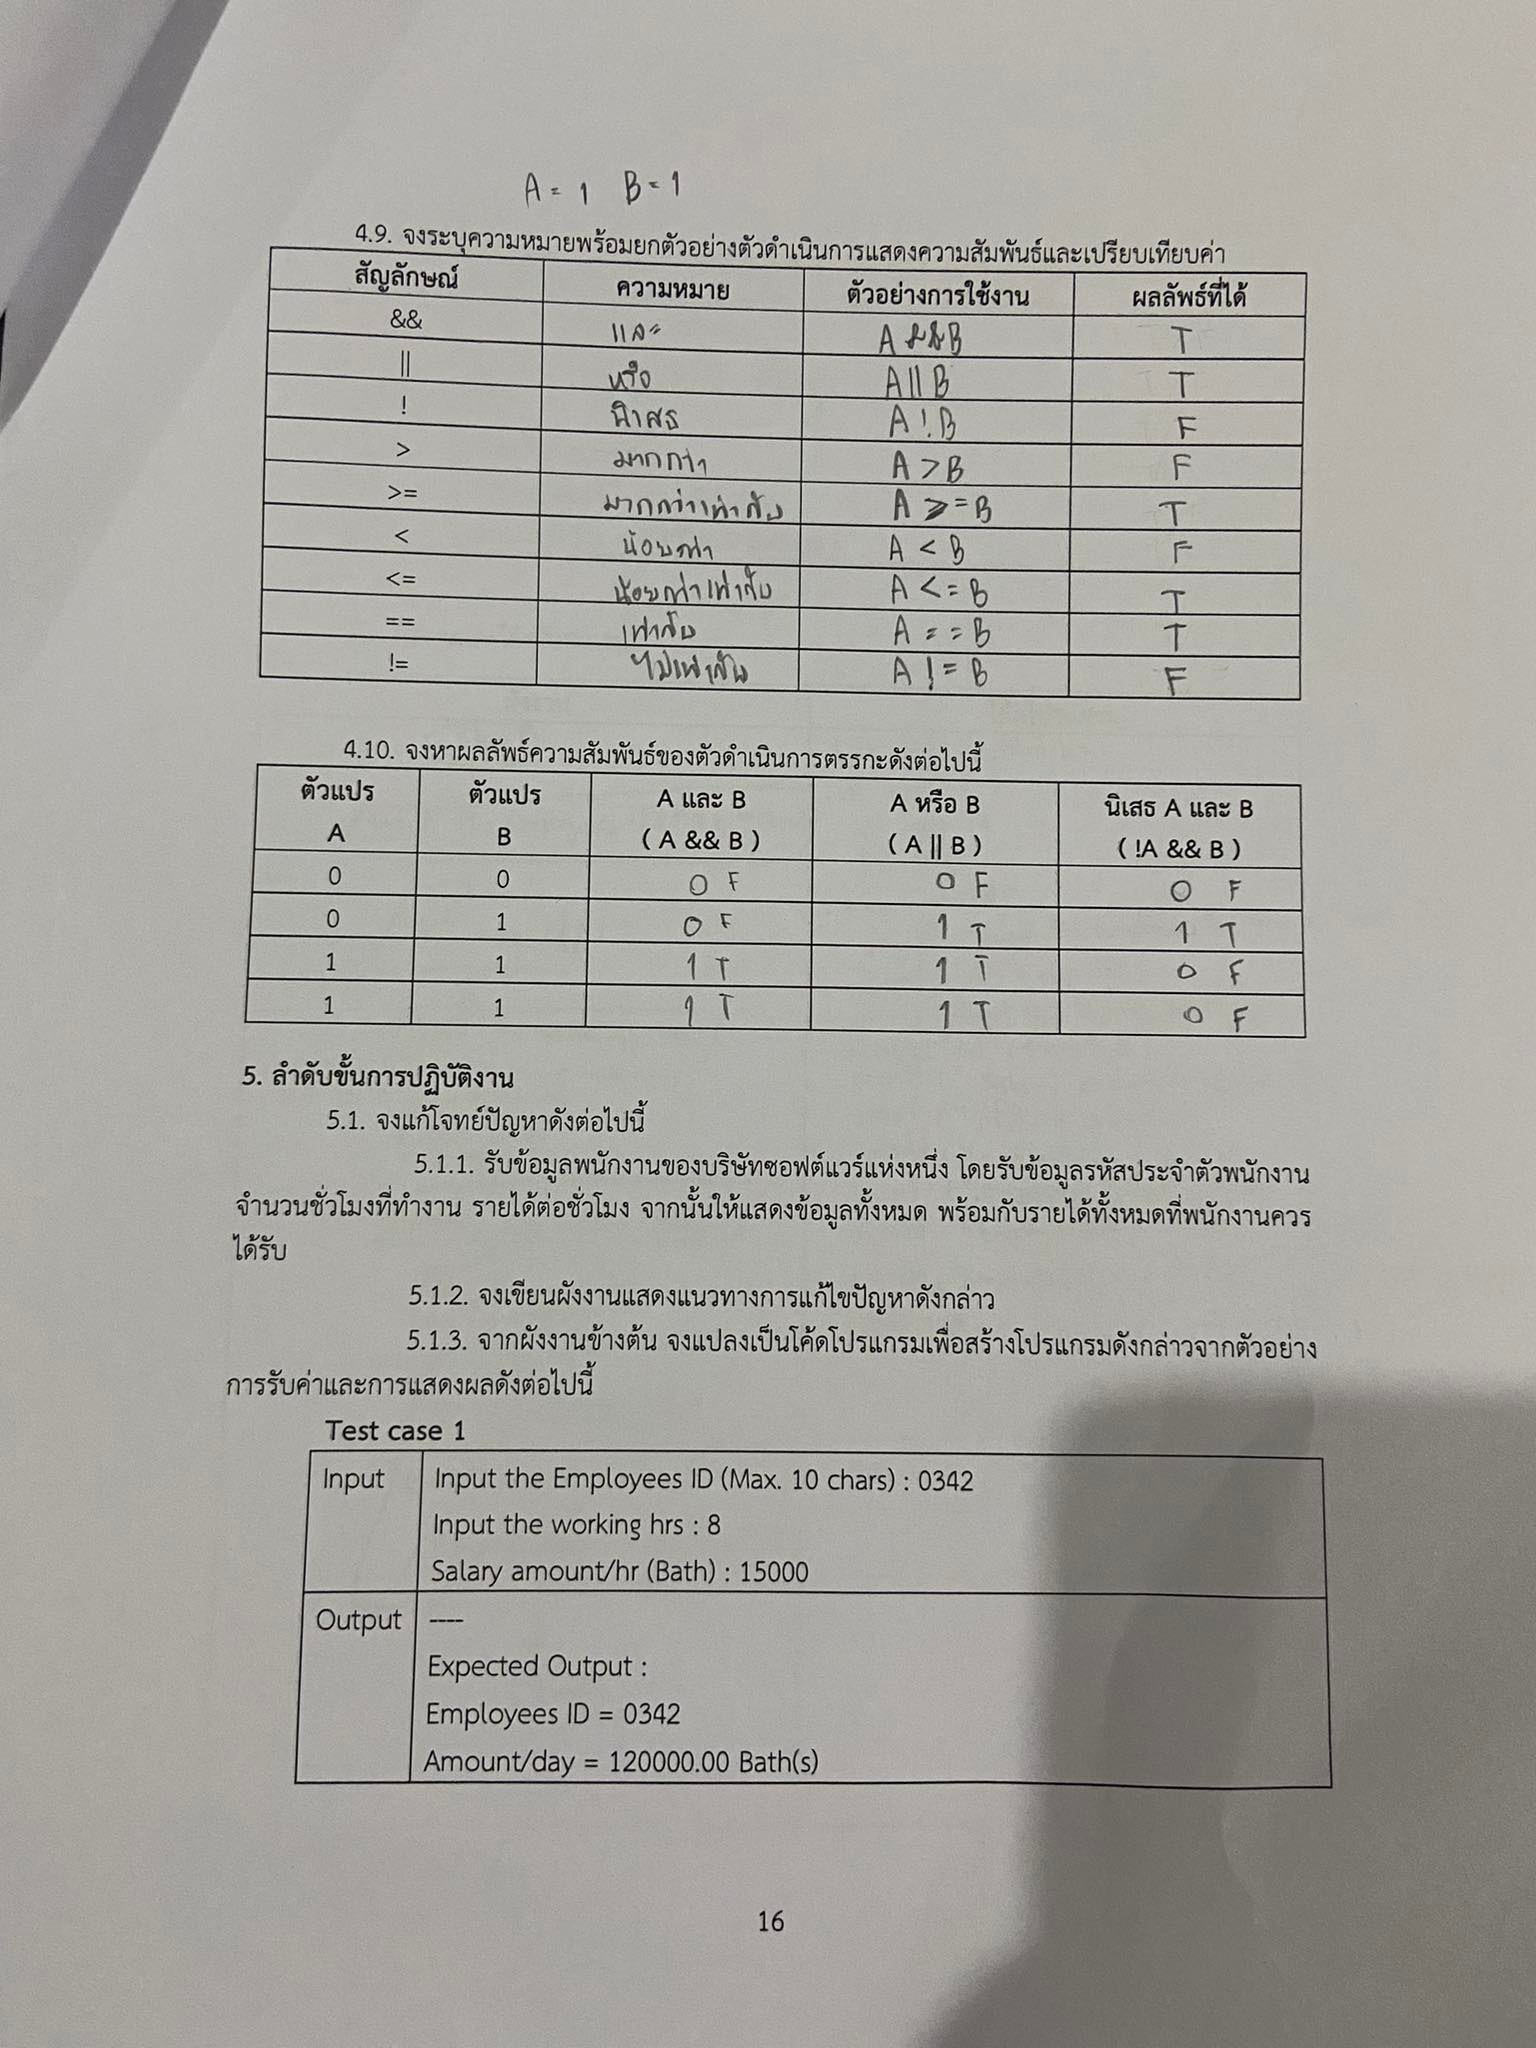 A = 1 B = 1
4.9. จงระบุความหมายพร้อมยกตัวอย่างตัวดำเนินการแสดงความสัมพันธ์และเปรียบเทียบค่า
สัญลักษณ์ ความหมาย ตัวอย่างการใช้งาน ผลลัพธ์ที่ได้
&& และ A && B T
|| หรือ A || B T
! นิเสธ A ! B F
> มากกว่า A > B F
>= มากกว่าเท่ากับ A >= B T
< น้อยกว่า A < B F
<= น้อยกว่าเท่ากับ A <= B T
== เท่ากับ A == B T
!= ไม่เท่ากับ A != B F
4.10. จงหาผลลัพธ์ความสัมพันธ์ของตัวดำเนินการตรรกะดังต่อไปนี้
ตัวแปร ตัวแปร A และ B A หรือ B นิเสธ A และ B
A B ( A && B ) ( A || B ) ( !A && B )
0 0 0 F 0 F 0 F
0 1 0 F 1 T 1 T
1 1 1 T 1 T 0 F
1 1 1 T 1 T 0 F
5. ลำดับขั้นการปฏิบัติงาน
5.1. จงแก้โจทย์ปัญหาดังต่อไปนี้
5.1.1. รับข้อมูลพนักงานของบริษัทซอฟต์แวร์แห่งหนึ่ง โดยรับข้อมูลรหัสประจำตัวพนักงาน
จำนวนชั่วโมงที่ทำงาน รายได้ต่อชั่วโมง จากนั้นให้แสดงข้อมูลทั้งหมด พร้อมกับรายได้ทั้งหมดที่พนักงานควร
ได้รับ
5.1.2. จงเขียนผังงานแสดงแนวทางการแก้ไขปัญหาดังกล่าว
5.1.3. จากผังงานข้างต้น จงแปลงเป็นโค้ดโปรแกรมเพื่อสร้างโปรแกรมดังกล่าวจากตัวอย่าง
การรับค่าและการแสดงผลดังต่อไปนี้
Test case 1
Input Input the Employees ID (Max. 10 chars) : 0342
Input the working hrs : 8
Salary amount/hr (Bath) : 15000
Output ----
Expected Output :
Employees ID = 0342
Amount/day = 120000.00 Bath(s)
16